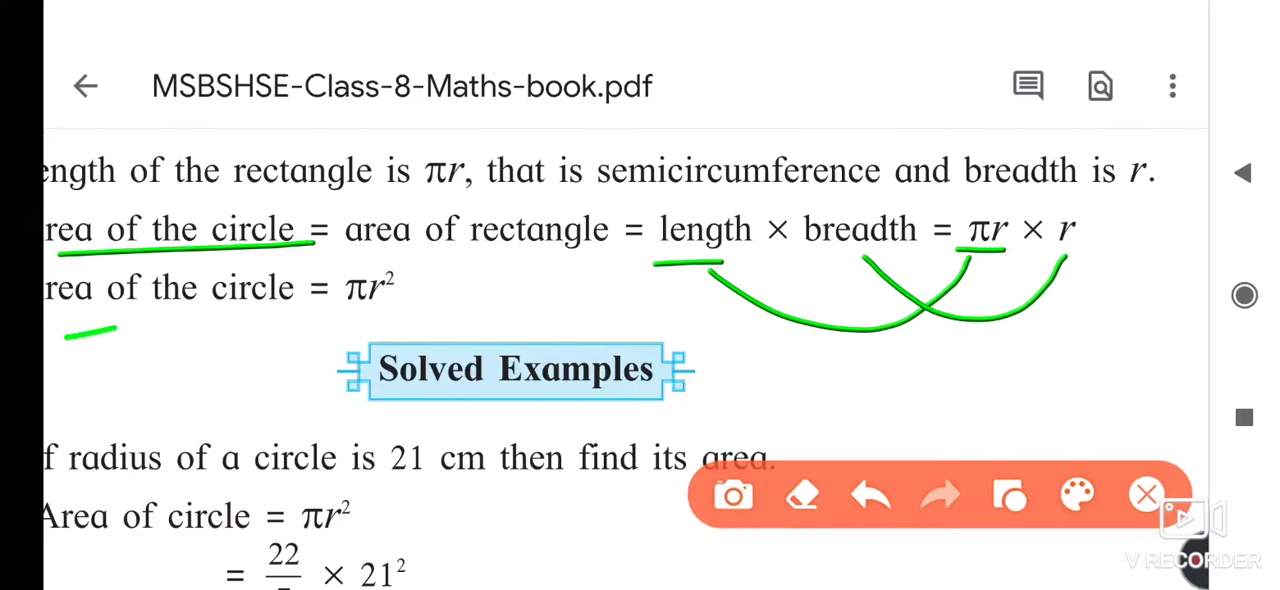 MSBSHSE-Class-8-Maths-book.pdf
ength of the rectangle is πr, that is semicircumference and breadth is r.
rea of the circle = area of rectangle = length × breadth = πr × r
rea of the circle = πr²
Solved Examples
f radius of a circle is 21 cm then find its area.
Area of circle = πr²
= 22/ × 21²
V RECORDER